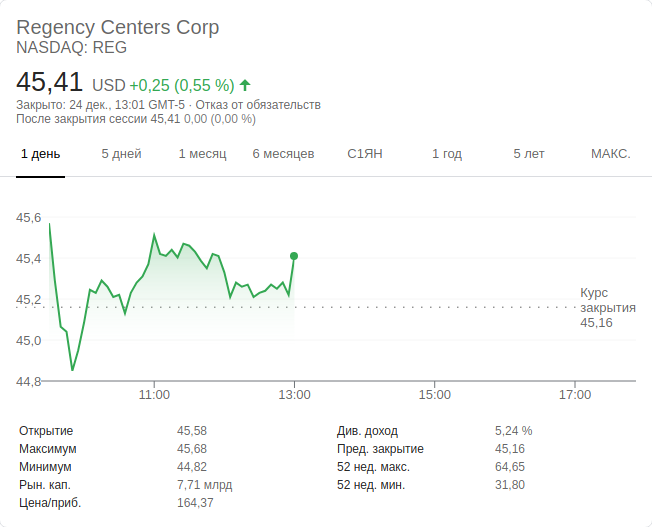 Regency Centers Corp
NASDAQ: REG
45,41 USD +0,25 (0,55 %)
Закрыто: 24 дек., 13:01 GMT-5 · Отказ от обязательств
После закрытия сессии 45,41 0,00 (0,00 %)
1 день 5 дней 1 месяц 6 месяцев С1ЯН 1 год 5 лет МАКС.
45,6
45,4
45,2
45,0
44,8
Курс
закрытия
45,16
11:00 13:00 15:00 17:00
Открытие 45,58 Див. доход 5,24 %
Максимум 45,68 Пред. закрытие 45,16
Минимум 44,82 52 нед. макс. 64,65
Рын. кап. 7,71 млрд 52 нед. мин. 31,80
Цена/приб. 164,37